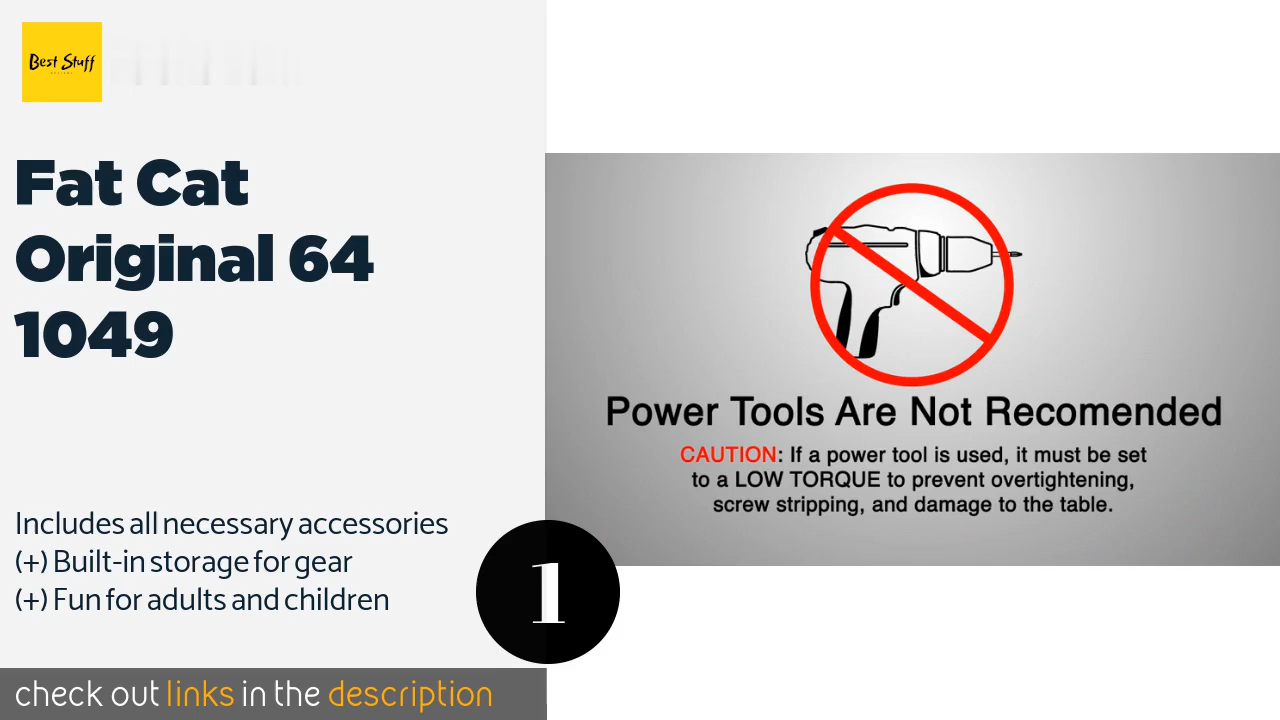 Best Stuff
Fat Cat
Original 64
1049
Includes all necessary accessories
(+) Built-in storage for gear
(+) Fun for adults and children
1
check out links in the description
Power Tools Are Not Recomended
CAUTION: If a power tool is used, it must be set
to a LOW TORQUE to prevent overtightening,
screw stripping, and damage to the table.